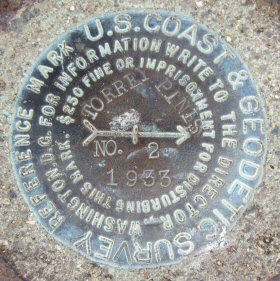 U.S. COAST & GEODETIC SURVEY REFERENCE MARK
FOR INFORMATION WRITE TO THE DIRECTOR, WASHINGTON, D.C.
$250 FINE OR IMPRISONMENT FOR DISTURBING THIS MARK.
TORREY PINES
NO. 2
1933